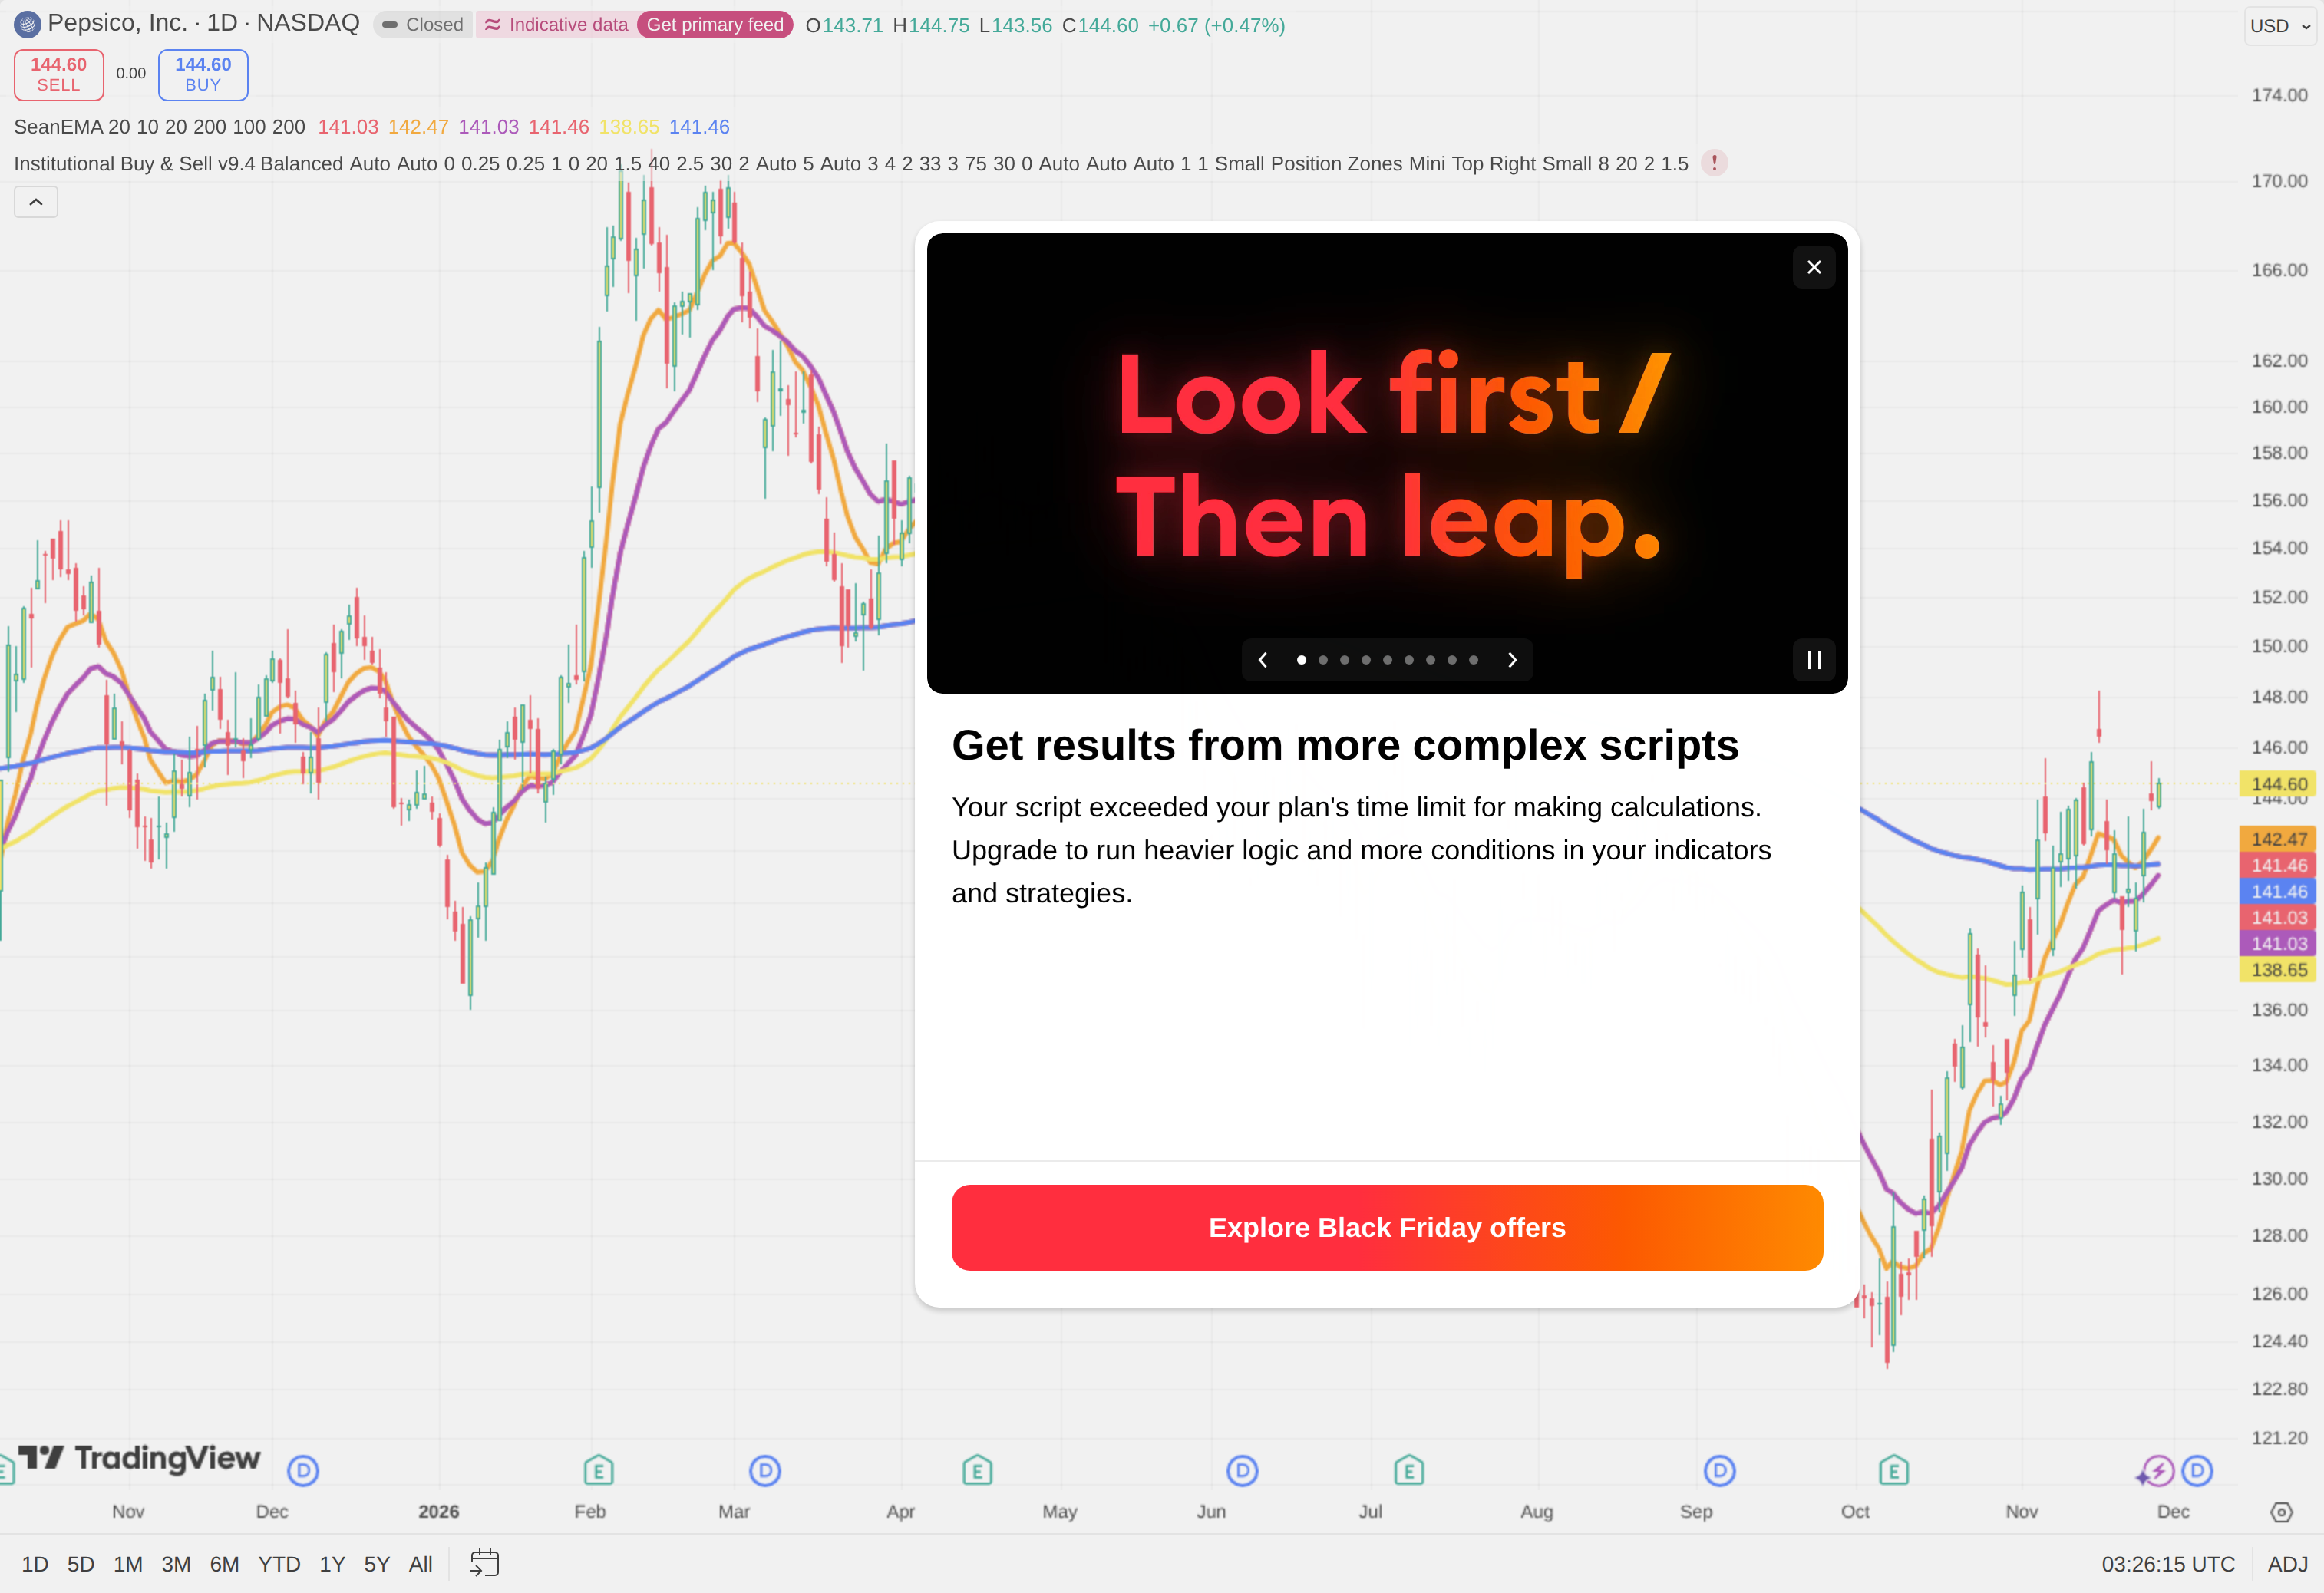 Pepsico, Inc. · 1D · NASDAQ Closed Indicative data Get primary feed O143.71 H144.75 L143.56 C144.60 +0.67 (+0.47%)
USD
144.60 SELL 0.00 144.60 BUY
SeanEMA 20 10 20 200 100 200 141.03 142.47 141.03 141.46 138.65 141.46
Institutional Buy & Sell v9.4 Balanced Auto Auto 0 0.25 0.25 1 0 20 1.5 40 2.5 30 2 Auto 5 Auto 3 4 2 33 3 75 30 0 Auto Auto Auto 1 1 Small Position Zones Mini Top Right Small 8 20 2 1.5 !
Look first /
Then leap.
Get results from more complex scripts
Your script exceeded your plan's time limit for making calculations.
Upgrade to run heavier logic and more conditions in your indicators
and strategies.
Explore Black Friday offers
174.00
170.00
166.00
162.00
160.00
158.00
156.00
154.00
152.00
150.00
148.00
146.00
144.60
144.00
142.47
141.46
141.46
141.03
141.03
138.65
136.00
134.00
132.00
130.00
128.00
126.00
124.40
122.80
121.20
TradingView
E D E D E D E D E D
Nov Dec 2026 Feb Mar Apr May Jun Jul Aug Sep Oct Nov Dec
1D 5D 1M 3M 6M YTD 1Y 5Y All 03:26:15 UTC ADJ